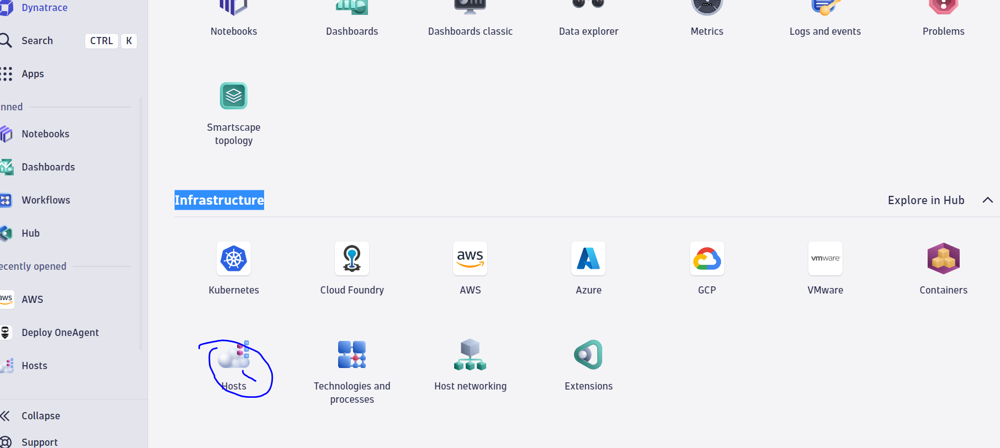 Dynatrace
Search CTRL K
Apps
nned
Notebooks
Dashboards
Workflows
Hub
ecently opened
aws AWS
Deploy OneAgent
Hosts
Collapse
Support
Notebooks Dashboards Dashboards classic Data explorer Metrics Logs and events Problems
Smartscape
topology
Infrastructure Explore in Hub
aws vmware
Kubernetes Cloud Foundry AWS Azure GCP VMware Containers
Hosts Technologies and Host networking Extensions
processes